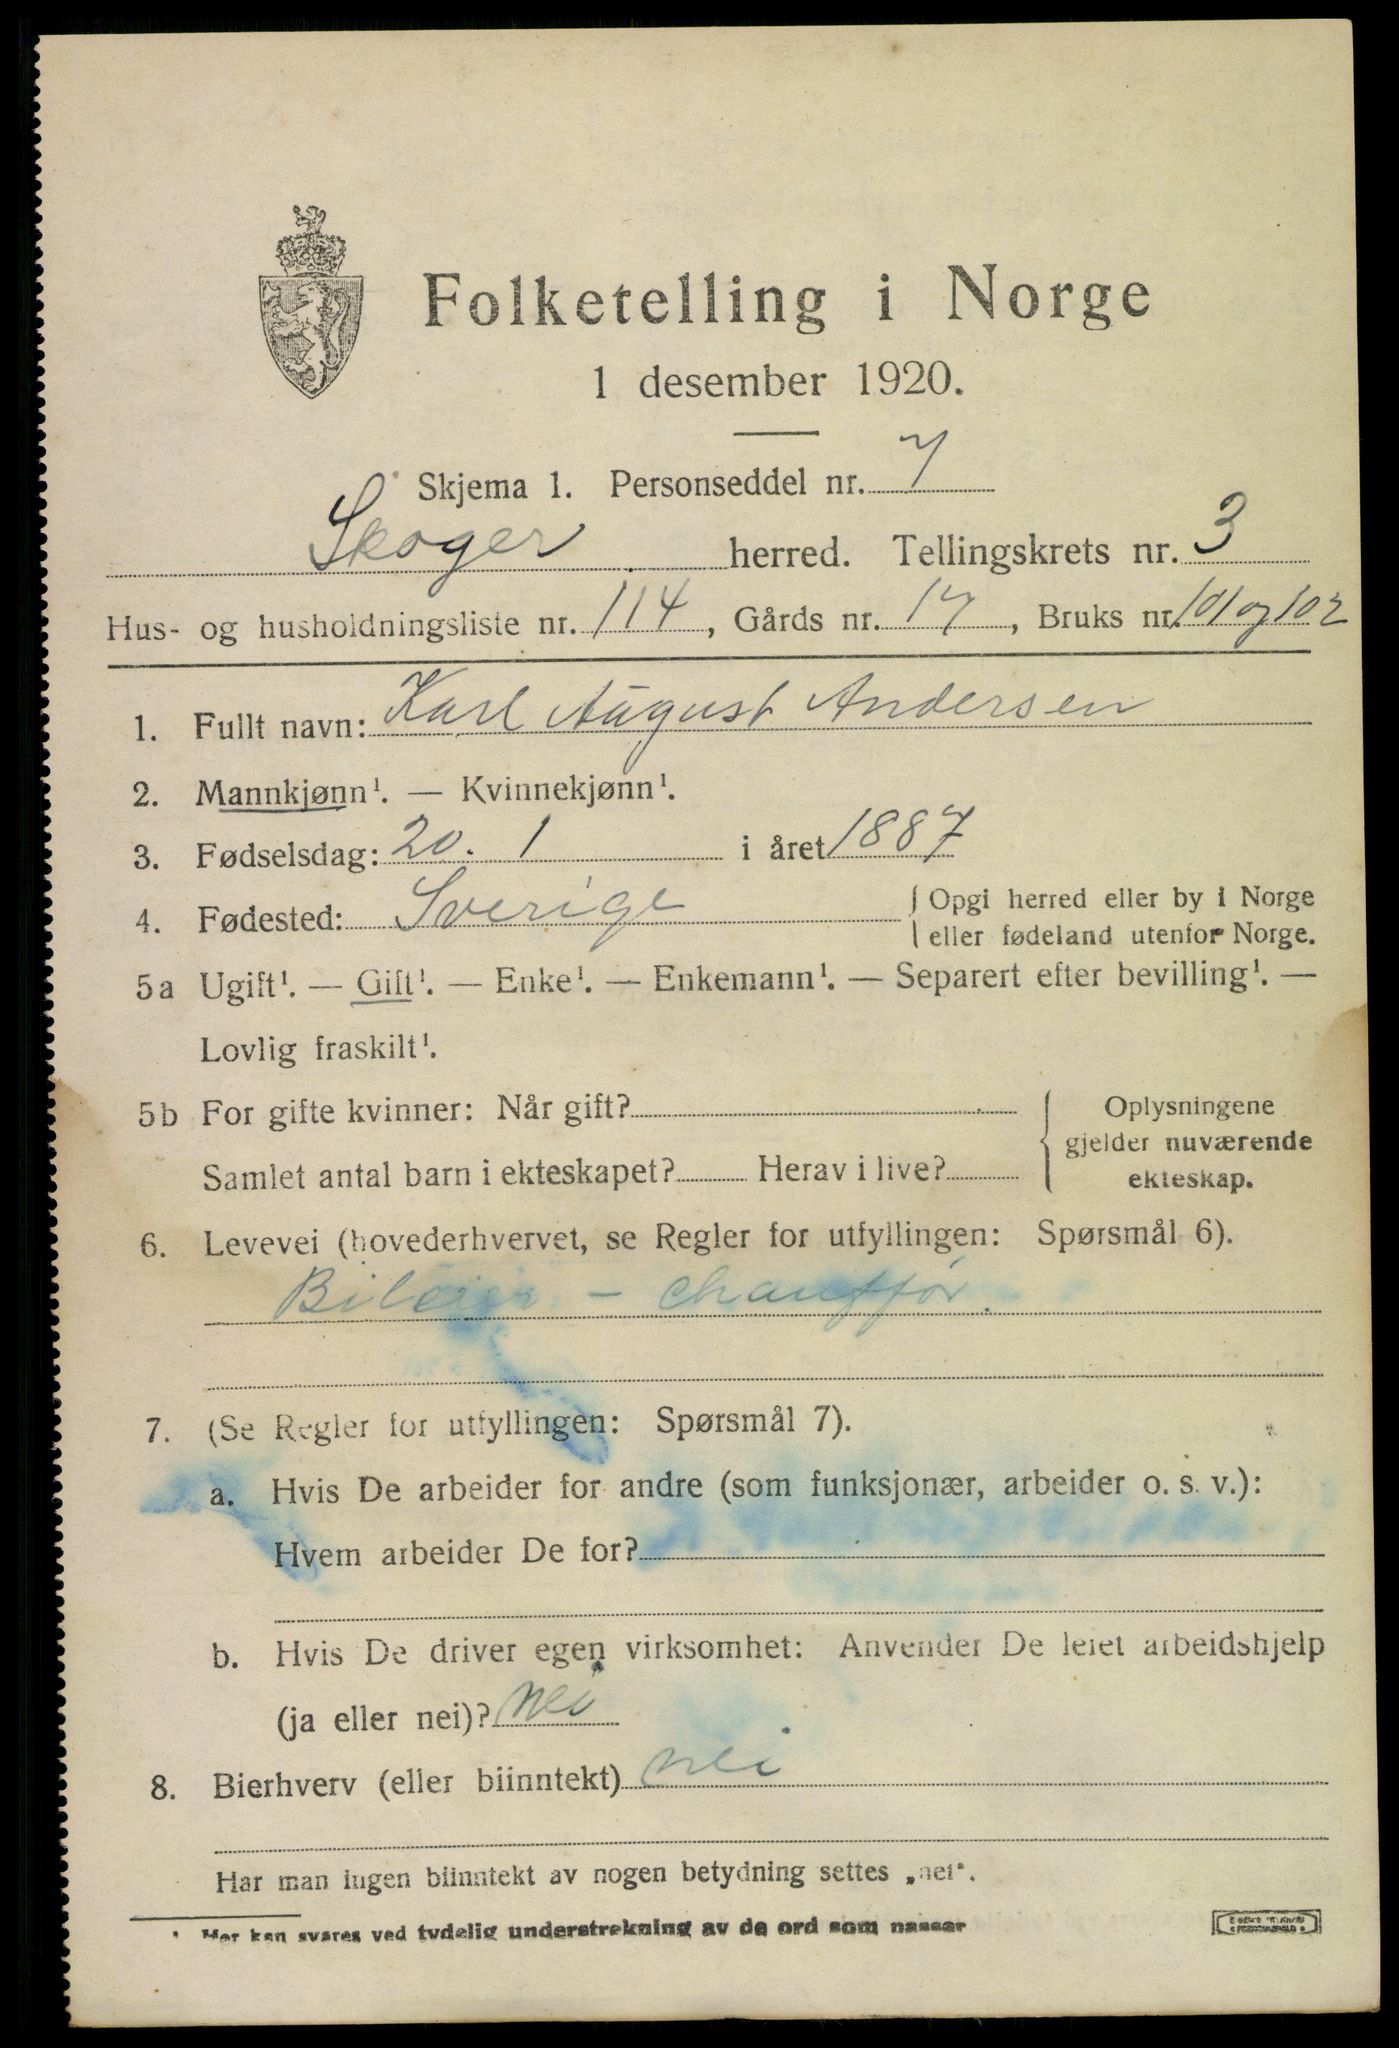 Folketelling i Norge
1 desember 1920.
Skjema 1. Personseddel nr. 7
Skoger herred. Tellingskrets nr. 3
Hus- og husholdningsliste nr. 114, Gårds nr. 17, Bruks nr. 101 og 102
1. Fullt navn: Karl August Andersen
2. Mannkjønn¹. — Kvinnekjønn¹.
3. Fødselsdag: 20. 1 i året 1887
4. Fødested: Sverige { Opgi herred eller by i Norge
eller fødeland utenfor Norge.
5a Ugift¹. — Gift¹. — Enke¹. — Enkemann¹. — Separert efter bevilling¹. —
Lovlig fraskilt¹.
5b For gifte kvinner: Når gift?
Samlet antal barn i ekteskapet? Herav i live?
Oplysningene
gjelder nuværende
ekteskap.
6. Levevei (hovederhvervet, se Regler for utfyllingen: Spørsmål 6).
Bileier - chauffør.
7. (Se Regler for utfyllingen: Spørsmål 7).
a. Hvis De arbeider for andre (som funksjonær, arbeider o. s. v.):
Hvem arbeider De for?
b. Hvis De driver egen virksomhet: Anvender De leiet arbeidshjelp
(ja eller nei)? nei
8. Bierhverv (eller biinntekt) nei
Har man ingen biinntekt av nogen betydning settes „nei“.
¹ Her kan svares ved tydelig understrekning av de ord som passer